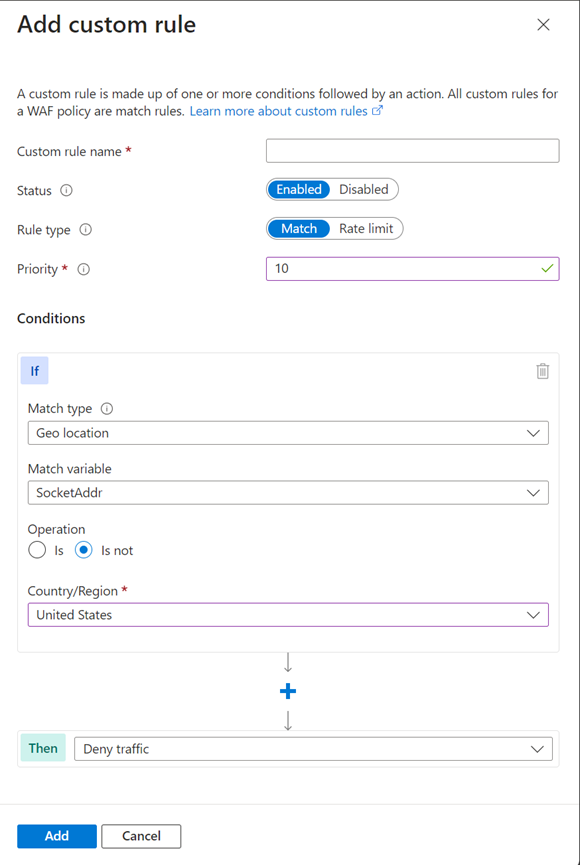 Add custom rule
A custom rule is made up of one or more conditions followed by an action. All custom rules for
a WAF policy are match rules. Learn more about custom rules
Custom rule name *
Status
Enabled Disabled
Rule type
Match Rate limit
Priority *
10
Conditions
If
Match type
Geo location
Match variable
SocketAddr
Operation
Is Is not
Country/Region *
United States
Then Deny traffic
Add Cancel